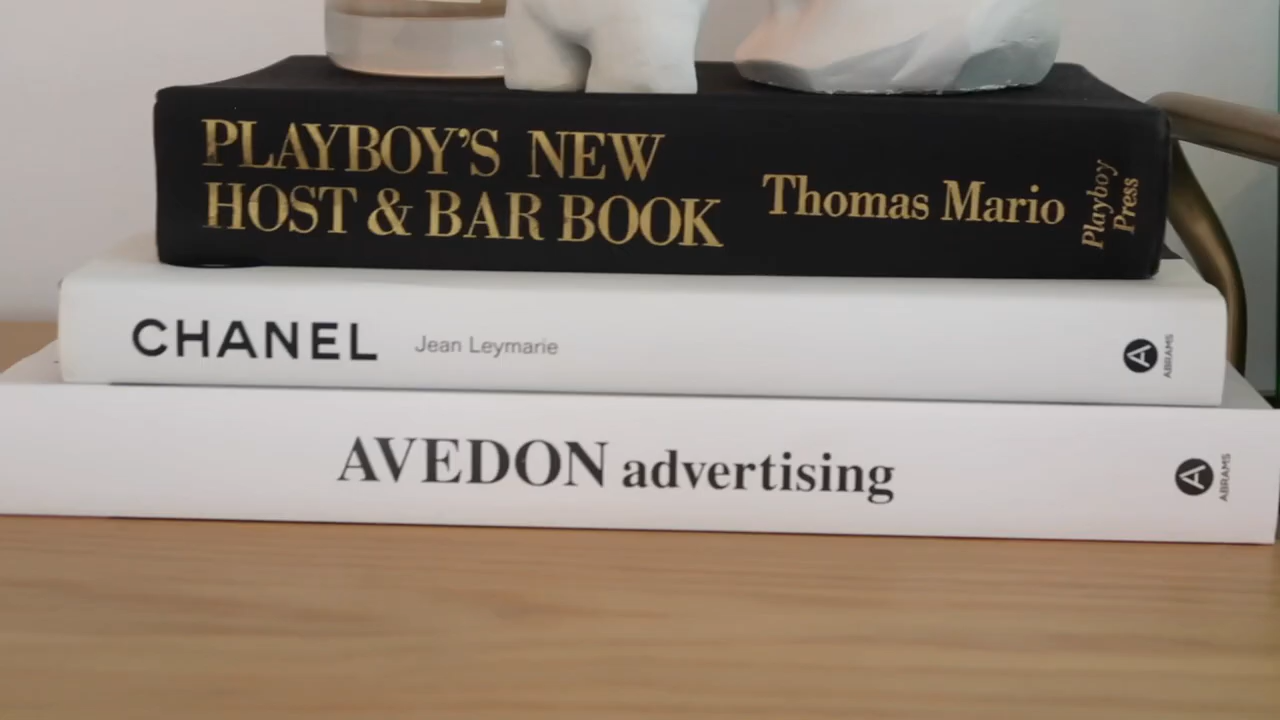 PLAYBOY'S NEW
HOST & BAR BOOK
Thomas Mario
Playboy
Press
CHANEL
Jean Leymarie
A
ABRAMS
AVEDON advertising
A
ABRAMS